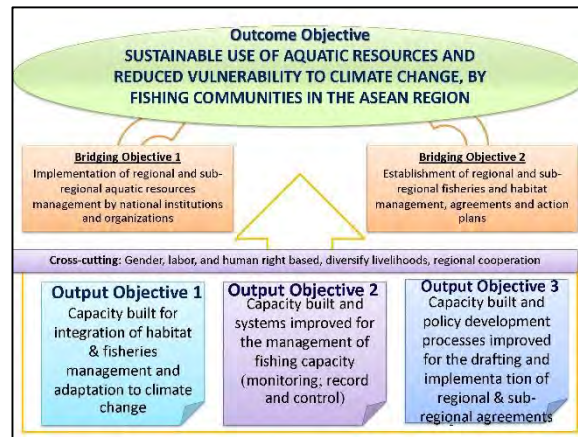 Outcome Objective
SUSTAINABLE USE OF AQUATIC RESOURCES AND
REDUCED VULNERABILITY TO CLIMATE CHANGE, BY
FISHING COMMUNITIES IN THE ASEAN REGION
Bridging Objective 1
Implementation of regional and sub-
regional aquatic resources
management by national institutions
and organizations
Bridging Objective 2
Establishment of regional and sub-
regional fisheries and habitat
management, agreements and action
plans
Cross-cutting: Gender, labor, and human right based, diversify livelihoods, regional cooperation
Output Objective 1
Capacity built for
integration of habitat
& fisheries
management and
adaptation to climate
change
Output Objective 2
Capacity built and
systems improved for
the management of
fishing capacity
(monitoring; record
and control)
Output Objective 3
Capacity built and
policy development
processes improved
for the drafting and
implementation of
regional & sub-
regional agreements